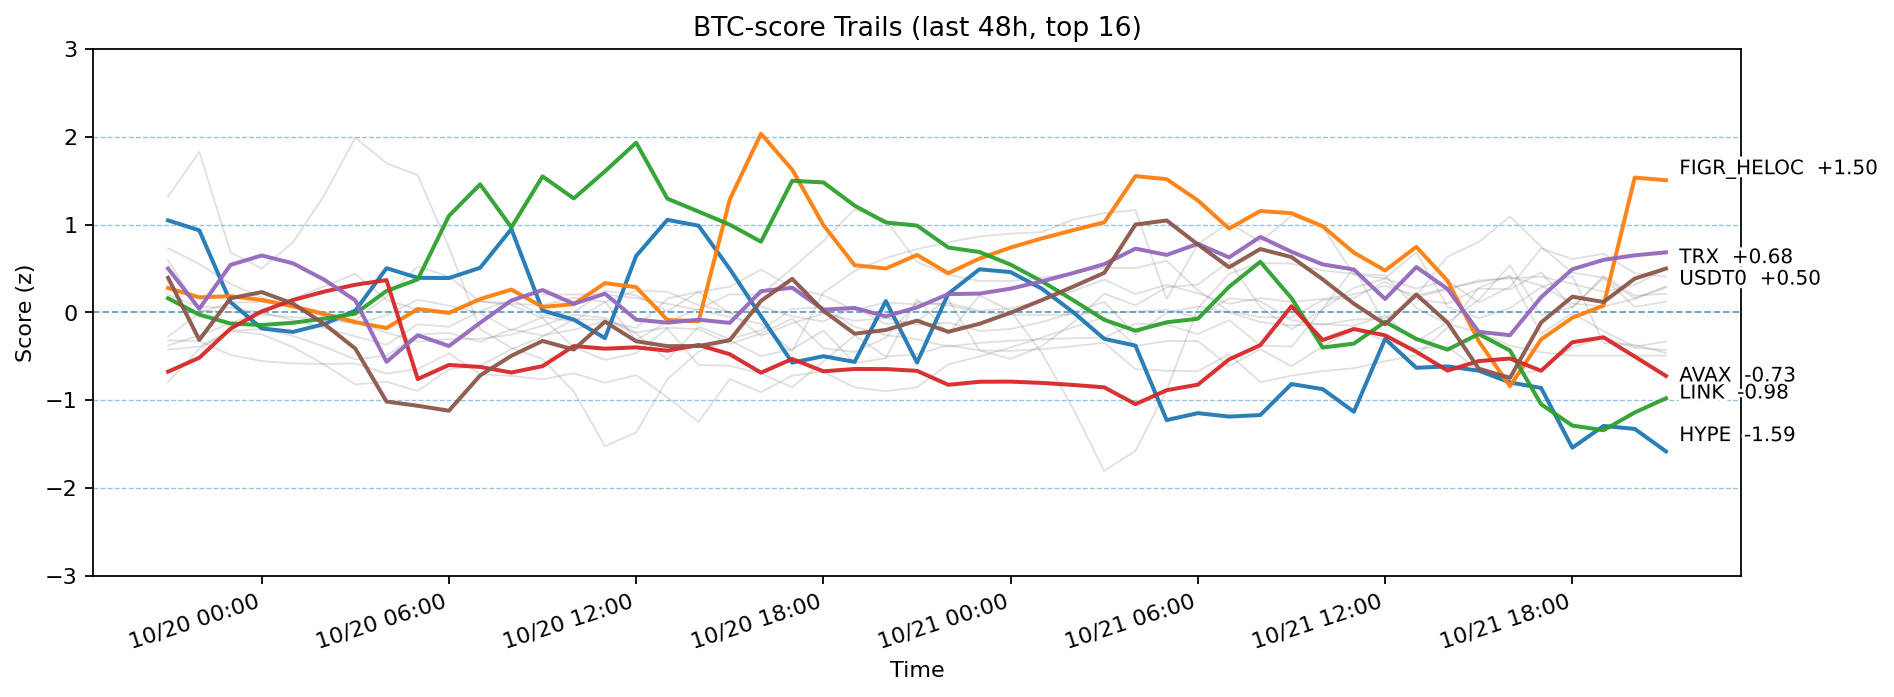 BTC-score Trails (last 48h, top 16)
3
2
1
0
−1
−2
−3
Score (z)
FIGR_HELOC +1.50
TRX +0.68
USDT0 +0.50
AVAX -0.73
LINK -0.98
HYPE -1.59
10/20 00:00
10/20 06:00
10/20 12:00
10/20 18:00
10/21 00:00
10/21 06:00
10/21 12:00
10/21 18:00
Time